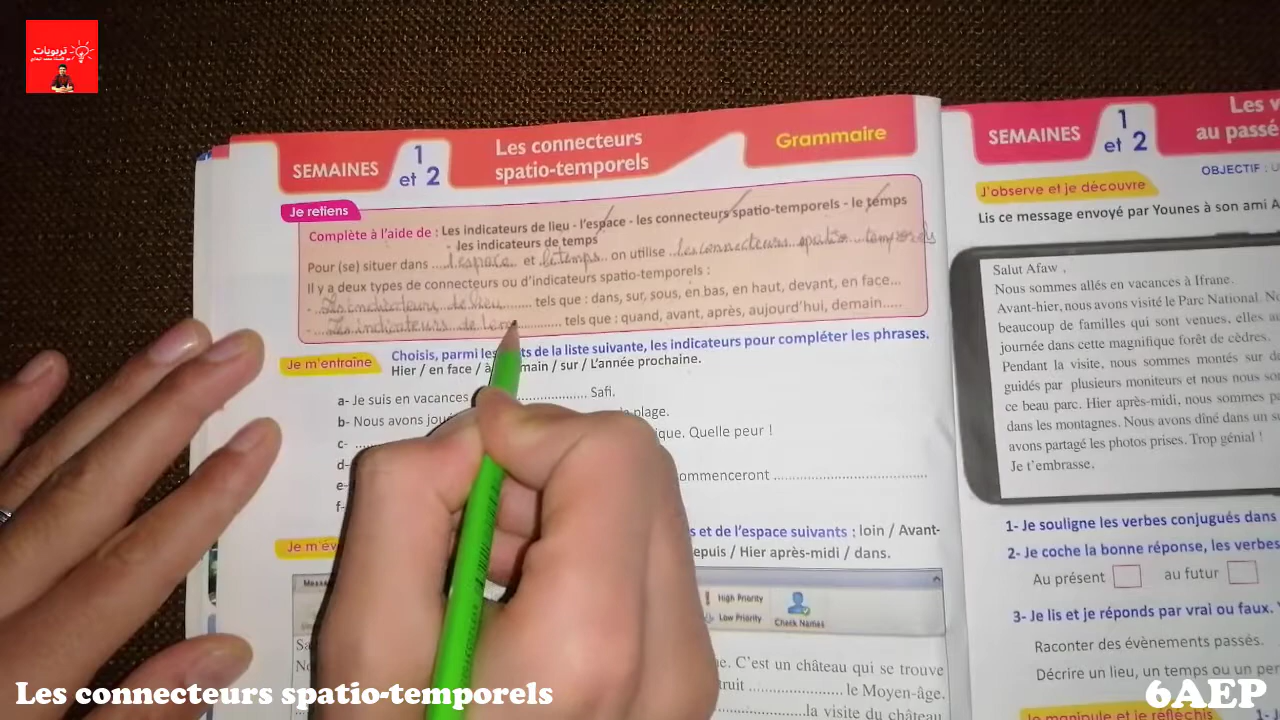 تربويات
SEMAINES 1 et 2
Les connecteurs
spatio-temporels
Grammaire
Je retiens
Complète à l'aide de : Les indicateurs de lieu - l'espace - les connecteurs spatio-temporels - le temps
- les indicateurs de temps
Pour (se) situer dans ....l'espace... et le temps.. on utilise ..les connecteurs spatio temporels
Il y a deux types de connecteurs ou d'indicateurs spatio-temporels :
- ..Les indicateurs de lieu....... tels que : dans, sur, sous, en bas, en haut, devant, en face...
- ...Les indicateurs de tem........... tels que : quand, avant, après, aujourd'hui, demain.....
Je m'entraîne
Choisis, parmi les de la liste suivante, les indicateurs pour compléter les phrases.
Hier / en face / à main / sur / L'année prochaine.
a- Je suis en vacances .................. Safi.
b- Nous avons jou la plage.
c- ique. Quelle peur !
d- ommenceront ......................................
e-
f-
Je m'év s et de l'espace suivants : loin / Avant-
epuis / Hier après-midi / dans.
High Priority
Low Priority
Check Names
Sa
No e. C'est un château qui se trouve
truit ...................... le Moyen-âge.
..............la visite du château
SEMAINES 1 et 2
Les v
au passé
OBJECTIF : U
J'observe et je découvre
Lis ce message envoyé par Younes à son ami A
Salut Afaw ,
Nous sommes allés en vacances à Ifrane.
Avant-hier, nous avons visité le Parc National. N
beaucoup de familles qui sont venues, elles au
journée dans cette magnifique forêt de cèdres.
Pendant la visite, nous sommes montés sur d
guidés par plusieurs moniteurs et nous nous som
ce beau parc. Hier après-midi, nous sommes pa
dans les montagnes. Nous avons dîné dans un s
avons partagé les photos prises. Trop génial !
Je t'embrasse.
1- Je souligne les verbes conjugués dans
2- Je coche la bonne réponse, les verbes
Au présent au futur
3- Je lis et je réponds par vrai ou faux.
Raconter des évènements passés.
Décrire un lieu, un temps ou un per
Je manipule et je réfléchis
Les connecteurs spatio-temporels
6AEP